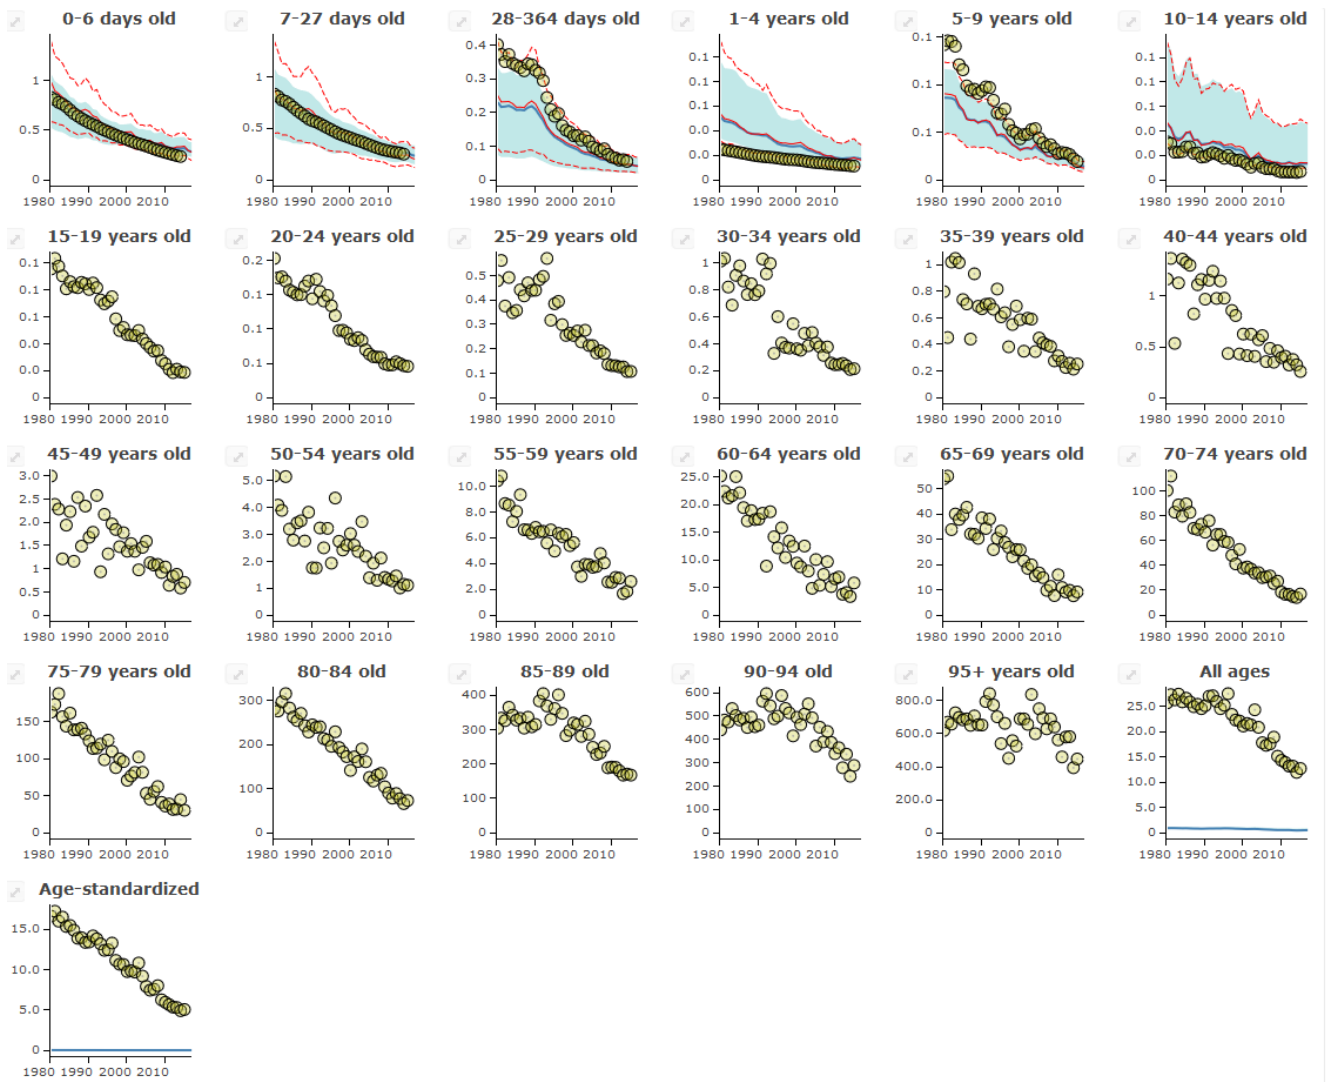 0-6 days old 7-27 days old 28-364 days old 1-4 years old 5-9 years old 10-14 years old
1 0.5 0
1 0.5 0
0.4 0.3 0.2 0.1 0
0.1 0.1 0.1 0.0 0.0 0
0.1 0.1 0.1 0
0.1 0.1 0.1 0.0 0.0 0
1980 1990 2000 2010 1980 1990 2000 2010 1980 1990 2000 2010 1980 1990 2000 2010 1980 1990 2000 2010 1980 1990 2000 2010
15-19 years old 20-24 years old 25-29 years old 30-34 years old 35-39 years old 40-44 years old
0.1 0.1 0.1 0.0 0.0 0
0.2 0.1 0.1 0.1 0
0.5 0.4 0.3 0.2 0.1 0
1 0.8 0.6 0.4 0.2 0
1 0.8 0.6 0.4 0.2 0
1 0.5 0
1980 1990 2000 2010 1980 1990 2000 2010 1980 1990 2000 2010 1980 1990 2000 2010 1980 1990 2000 2010 1980 1990 2000 2010
45-49 years old 50-54 years old 55-59 years old 60-64 years old 65-69 years old 70-74 years old
3.0 2.5 2.0 1.5 1 0.5 0
5.0 4.0 3.0 2.0 1 0
10.0 8.0 6.0 4.0 2.0 0
25.0 20.0 15.0 10.0 5.0 0
50 40 30 20 10 0
100 80 60 40 20 0
1980 1990 2000 2010 1980 1990 2000 2010 1980 1990 2000 2010 1980 1990 2000 2010 1980 1990 2000 2010 1980 1990 2000 2010
75-79 years old 80-84 old 85-89 old 90-94 old 95+ years old All ages
150 100 50 0
300 200 100 0
400 300 200 100 0
600 500 400 300 200 100 0
800.0 600.0 400.0 200.0 0
25.0 20.0 15.0 10.0 5.0 0
1980 1990 2000 2010 1980 1990 2000 2010 1980 1990 2000 2010 1980 1990 2000 2010 1980 1990 2000 2010 1980 1990 2000 2010
Age-standardized
15.0
10.0
5.0
0
1980 1990 2000 2010